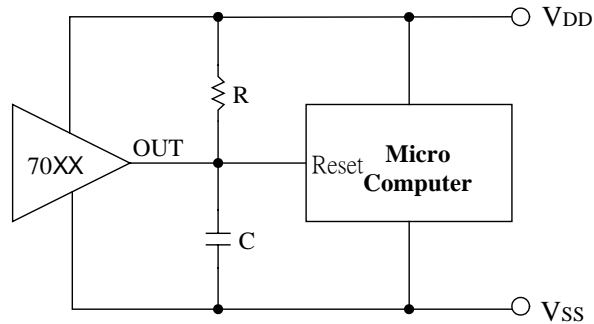 VDD
R
OUT
70XX
Reset
Micro
Computer
C
VSS